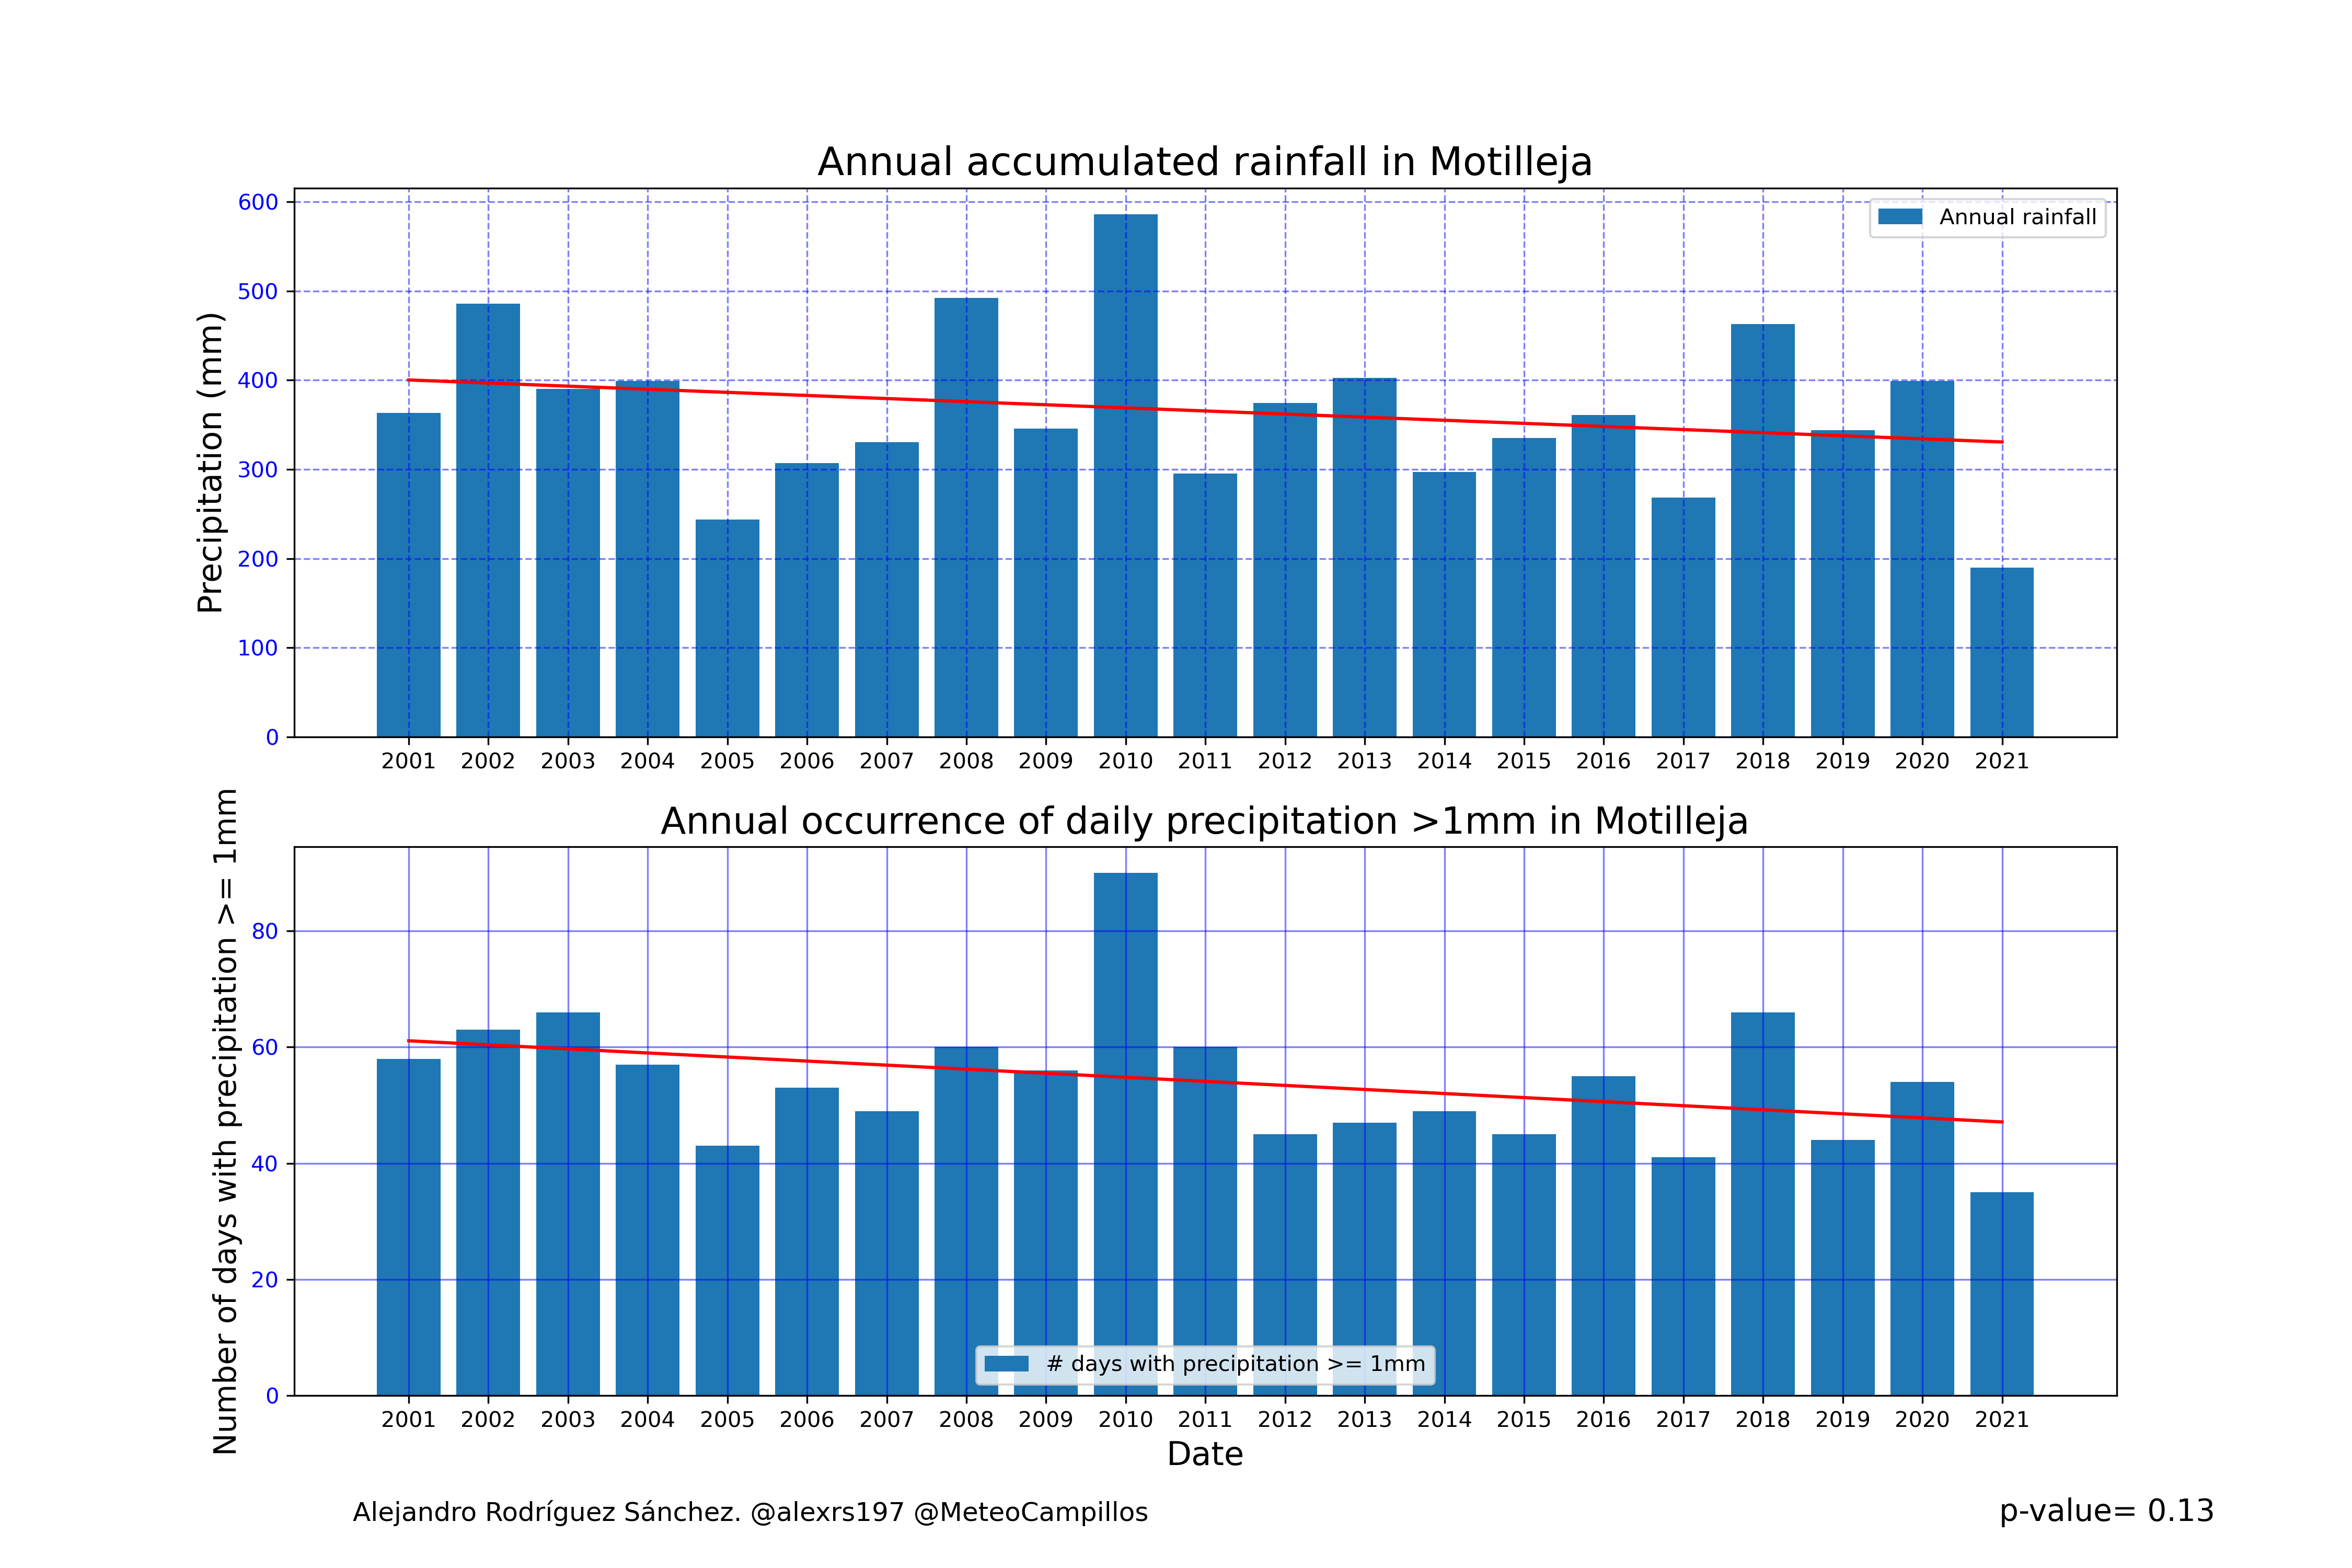 Annual accumulated rainfall in Motilleja
Precipitation (mm)
600
500
400
300
200
100
0
Annual rainfall
2001 2002 2003 2004 2005 2006 2007 2008 2009 2010 2011 2012 2013 2014 2015 2016 2017 2018 2019 2020 2021
Annual occurrence of daily precipitation >1mm in Motilleja
Number of days with precipitation >= 1mm
80
60
40
20
0
# days with precipitation >= 1mm
2001 2002 2003 2004 2005 2006 2007 2008 2009 2010 2011 2012 2013 2014 2015 2016 2017 2018 2019 2020 2021
Date
Alejandro Rodríguez Sánchez. @alexrs197 @MeteoCampillos
p-value= 0.13